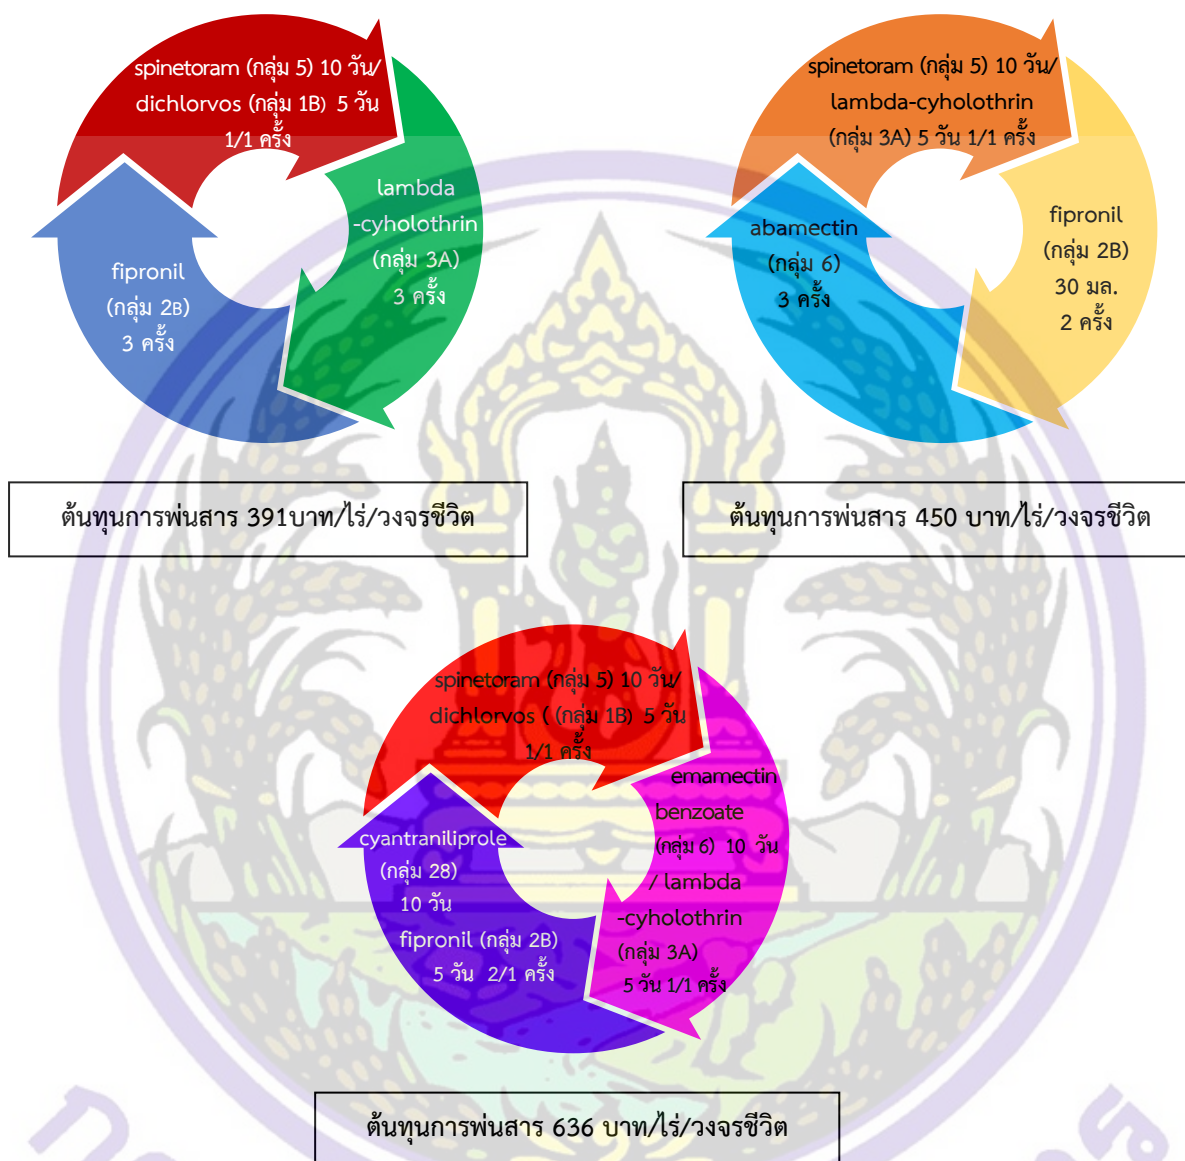 spinetoram (กลุ่ม 5) 10 วัน/
dichlorvos (กลุ่ม 1B) 5 วัน
1/1 ครั้ง
lambda
-cyholothrin
(กลุ่ม 3A)
3 ครั้ง
fipronil
(กลุ่ม 2B)
3 ครั้ง
ต้นทุนการพ่นสาร 391บาท/ไร่/วงจรชีวิต
spinetoram (กลุ่ม 5) 10 วัน/
lambda-cyholothrin
(กลุ่ม 3A) 5 วัน 1/1 ครั้ง
fipronil
(กลุ่ม 2B)
30 มล.
2 ครั้ง
abamectin
(กลุ่ม 6)
3 ครั้ง
ต้นทุนการพ่นสาร 450 บาท/ไร่/วงจรชีวิต
spinetoram (กลุ่ม 5) 10 วัน/
dichlorvos ( (กลุ่ม 1B) 5 วัน
1/1 ครั้ง
emamectin
benzoate
(กลุ่ม 6) 10 วัน
/ lambda
-cyholothrin
(กลุ่ม 3A)
5 วัน 1/1 ครั้ง
cyantraniliprole
(กลุ่ม 28)
10 วัน
fipronil (กลุ่ม 2B)
5 วัน 2/1 ครั้ง
ต้นทุนการพ่นสาร 636 บาท/ไร่/วงจรชีวิต